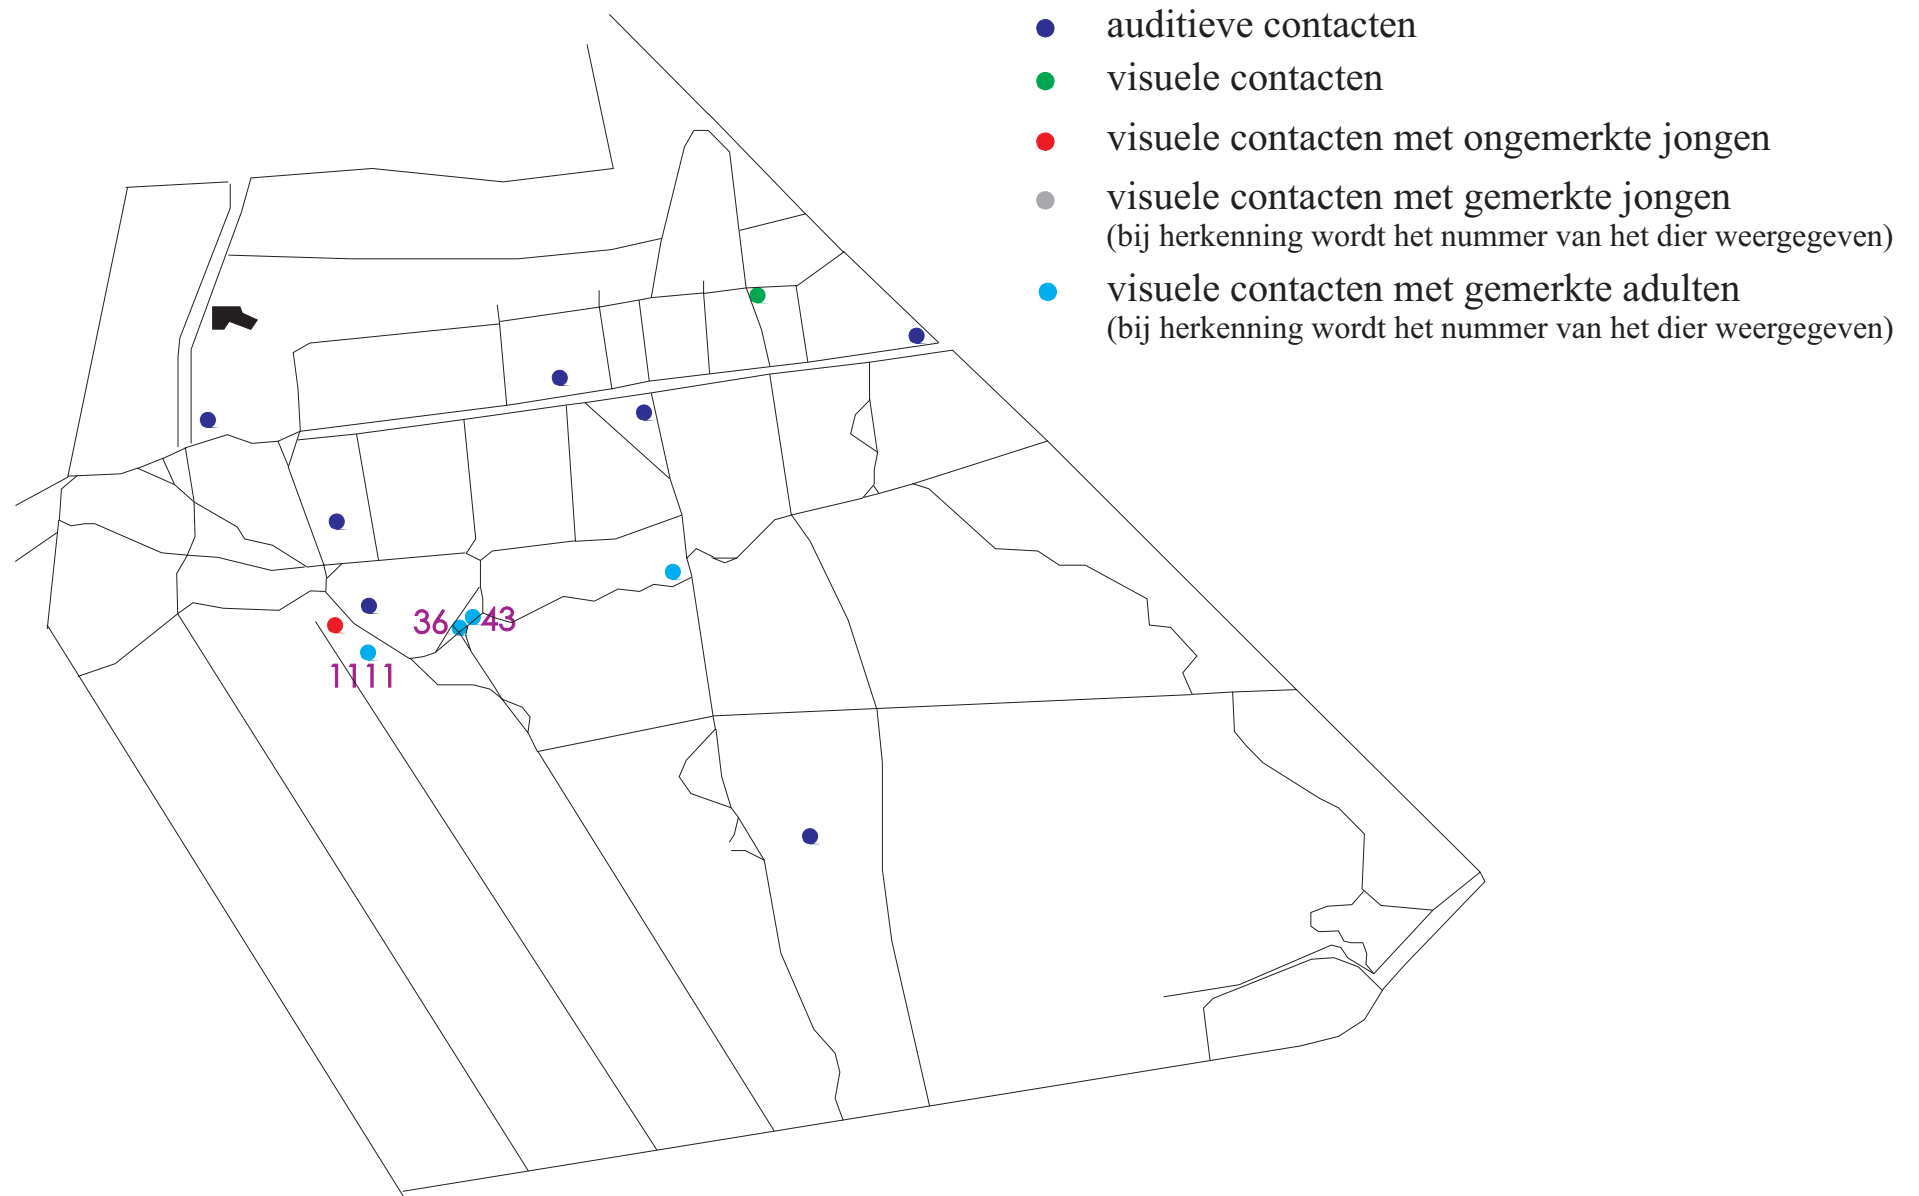 auditieve contacten
visuele contacten
visuele contacten met ongemerkte jongen
visuele contacten met gemerkte jongen
(bij herkenning wordt het nummer van het dier weergegeven)
visuele contacten met gemerkte adulten
(bij herkenning wordt het nummer van het dier weergegeven)
36
43
1111